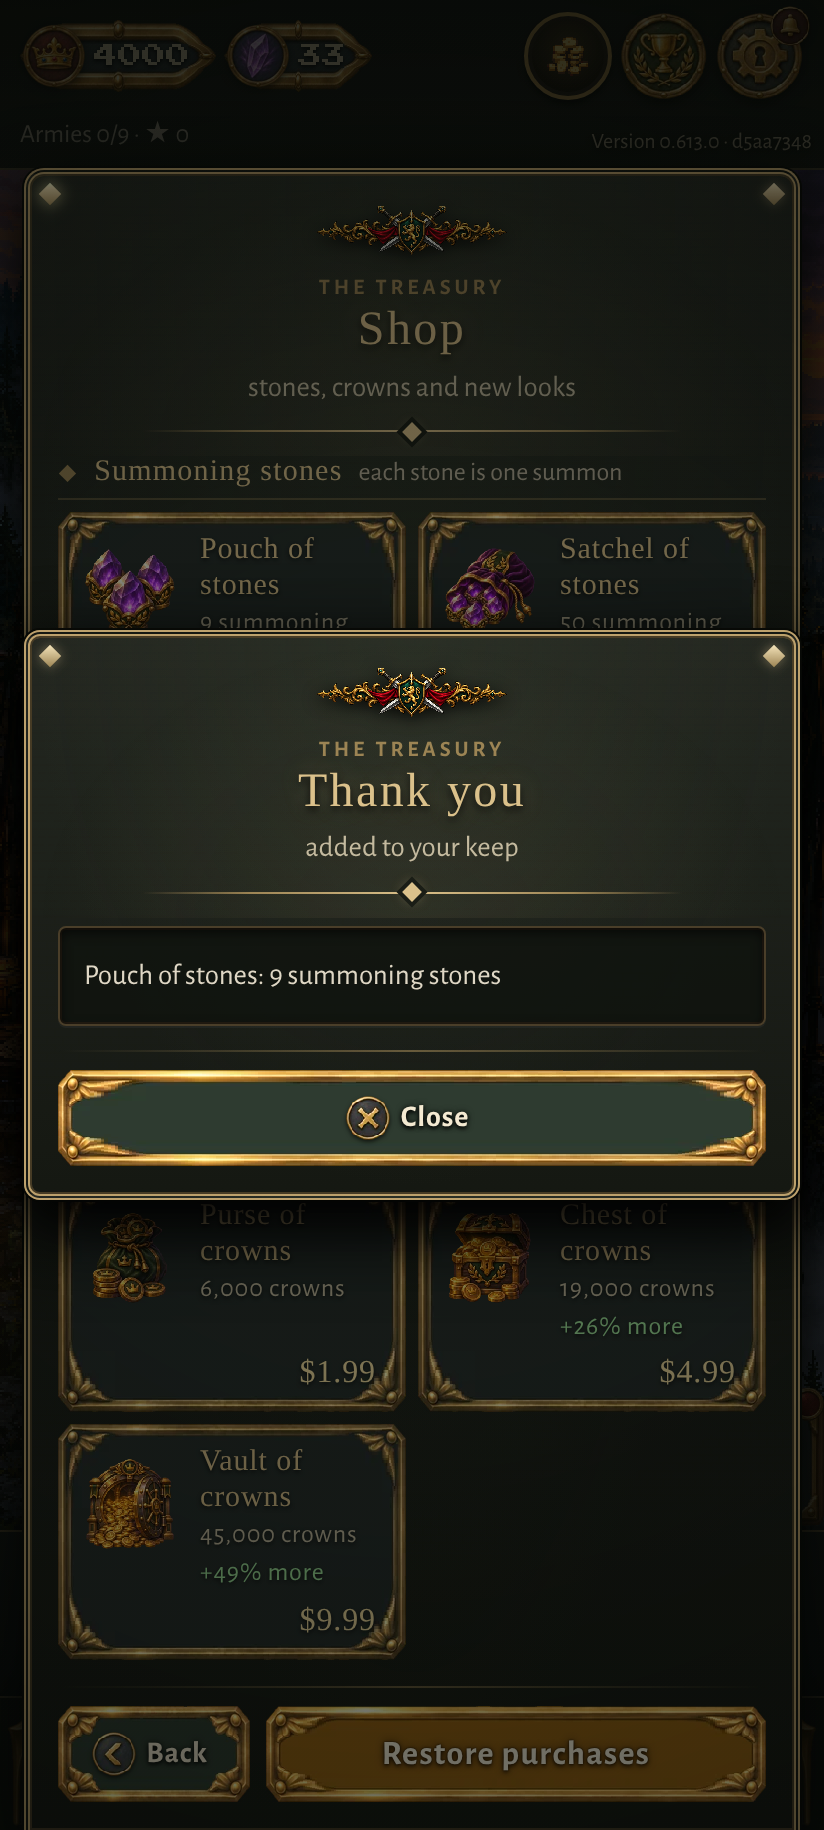 4000
33
Armies 0/9 · ★ 0
Version 0.613.0 · d5aa7348
THE TREASURY
Shop
stones, crowns and new looks
Summoning stones each stone is one summon
Pouch of
stones
9 summoning
Satchel of
stones
50 summoning
THE TREASURY
Thank you
added to your keep
Pouch of stones: 9 summoning stones
Close
Purse of
crowns
6,000 crowns
$1.99
Chest of
crowns
19,000 crowns
+26% more
$4.99
Vault of
crowns
45,000 crowns
+49% more
$9.99
Back
Restore purchases